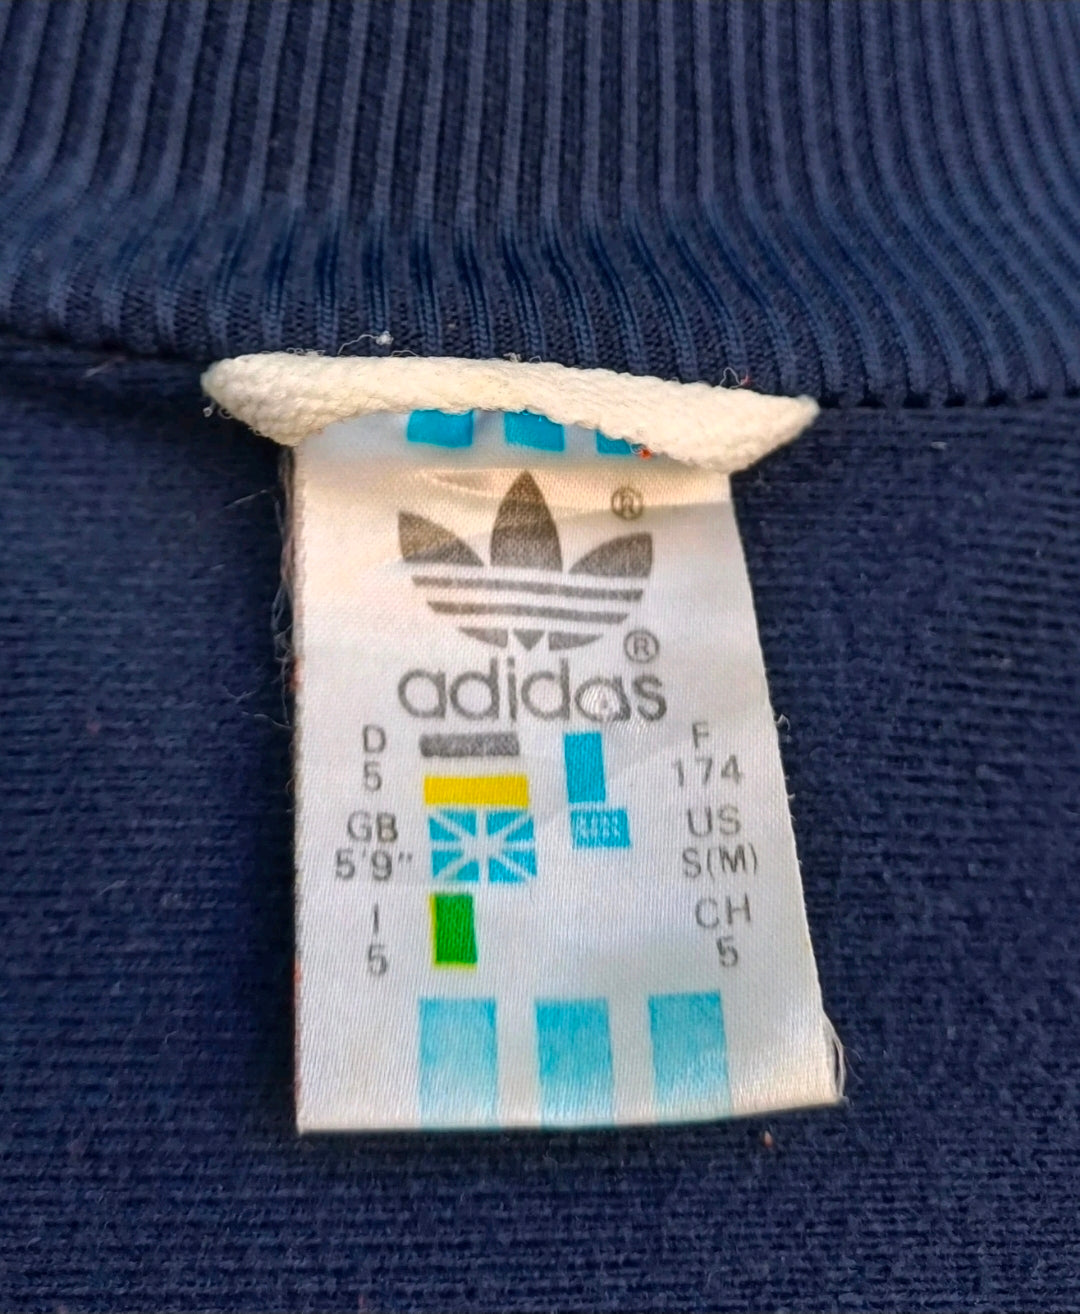 ®
®
adidas
D F
5 174
GB US
5'9" S(M)
I CH
5 5